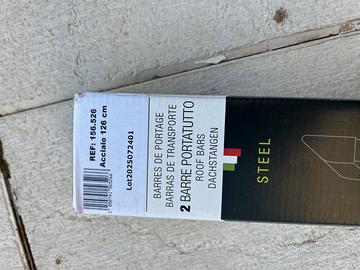 REF: 156.526
Acciaio 126 cm
Lot2025072401
BARRES DE PORTAGE
BARRAS DE TRANSPORTE
2 BARRE PORTATUTTO
ROOF BARS
DACHSTANGEN
STEEL